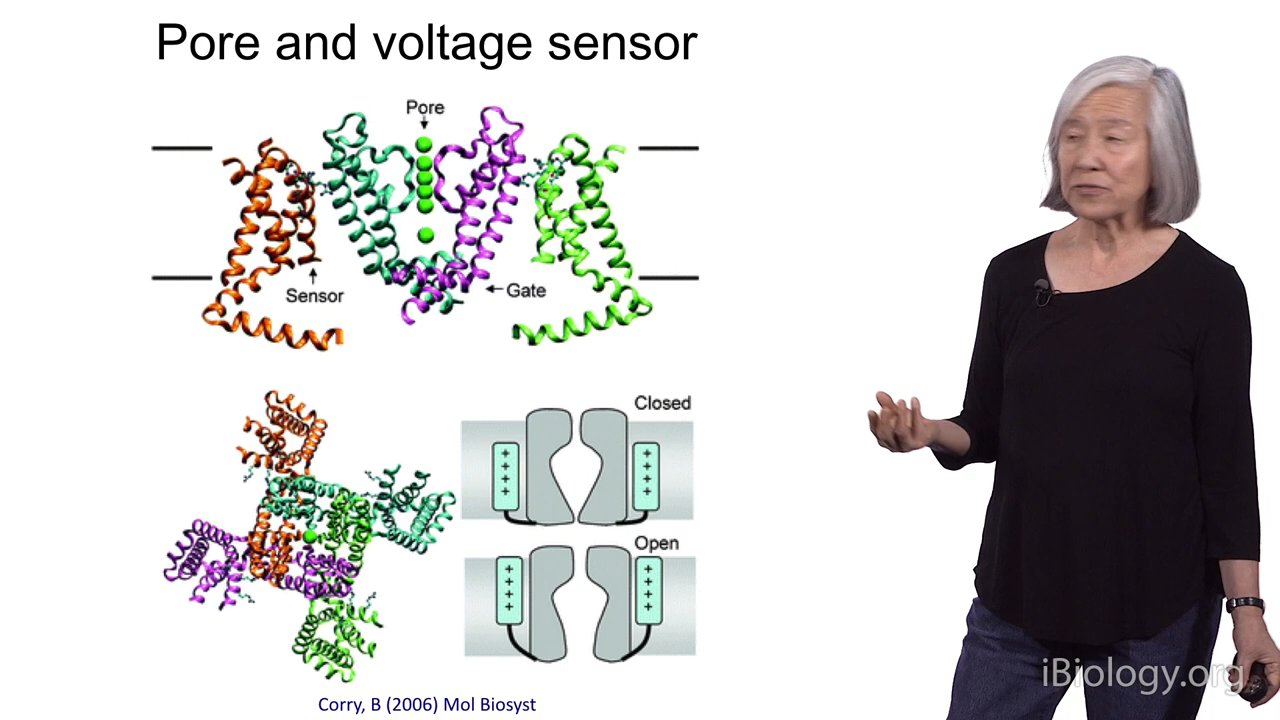 Pore and voltage sensor
Pore
Sensor
Gate
Closed
+ +
+ +
+ +
+ +
Open
+ +
+ +
+ +
+ +
Corry, B (2006) Mol Biosyst
iBiology.org